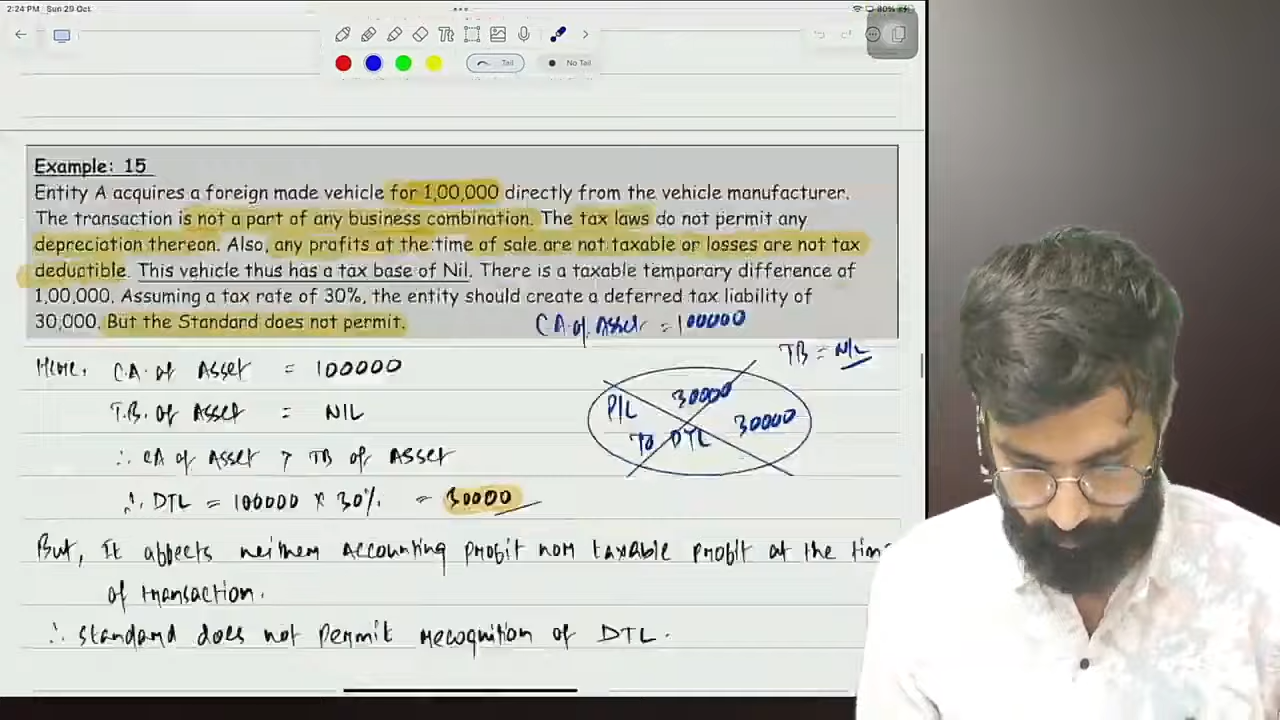 2:24 PM Sun 29 Oct
80%
Tail
No Tail
Example: 15
Entity A acquires a foreign made vehicle for 1,00,000 directly from the vehicle manufacturer.
The transaction is not a part of any business combination. The tax laws do not permit any
depreciation thereon. Also, any profits at the time of sale are not taxable or losses are not tax
deductible. This vehicle thus has a tax base of Nil. There is a taxable temporary difference of
1,00,000. Assuming a tax rate of 30%, the entity should create a deferred tax liability of
30,000. But the Standard does not permit.
CA of Asset = 100000
TB = NIL
Here, C.A. of Asset = 100000
T.B. of Asset = NIL
∴ CA of Asset > TB of Asset
∴ DTL = 100000 x 30% = 30000
P/L 30000
To DTL 30000
But, It affects neither Accounting profit nor taxable profit at the time
of transaction.
∴ Standard does not permit recognition of DTL.